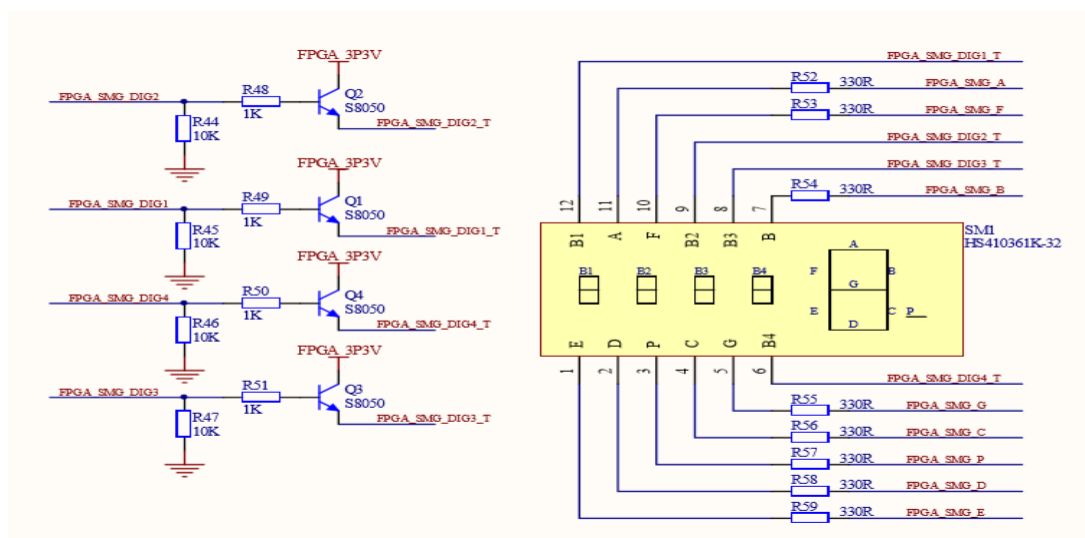 FPGA_3P3V
FPGA_SMG_DIG2
R48
1K
Q2
S8050
R44
10K
FPGA_SMG_DIG2_T
FPGA_3P3V
FPGA_SMG_DIG1
R49
1K
Q1
S8050
R45
10K
FPGA_SMG_DIG1_T
FPGA_3P3V
FPGA_SMG_DIG4
R50
1K
Q4
S8050
R46
10K
FPGA_SMG_DIG4_T
FPGA_3P3V
FPGA_SMG_DIG3
R51
1K
Q3
S8050
R47
10K
FPGA_SMG_DIG3_T
FPGA_SMG_DIG1_T
R52 330R FPGA_SMG_A
R53 330R FPGA_SMG_F
FPGA_SMG_DIG2_T
FPGA_SMG_DIG3_T
R54 330R FPGA_SMG_B
12 11 10 9 8 7
B1 A F B2 B3 B
SM1
HS410361K-32
B1 B2 B3 B4
A
F B
G
E C P
D
E D P C G B4
1 2 3 4 5 6
FPGA_SMG_DIG4_T
R55 330R FPGA_SMG_G
R56 330R FPGA_SMG_C
R57 330R FPGA_SMG_P
R58 330R FPGA_SMG_D
R59 330R FPGA_SMG_E